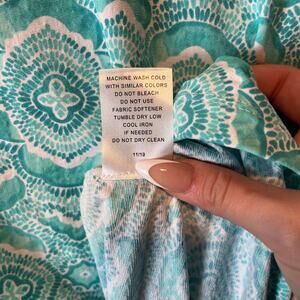 MACHINE WASH COLD
WITH SIMILAR COLORS
DO NOT BLEACH
DO NOT USE
FABRIC SOFTENER
TUMBLE DRY LOW
COOL IRON
IF NEEDED
DO NOT DRY CLEAN
11/19